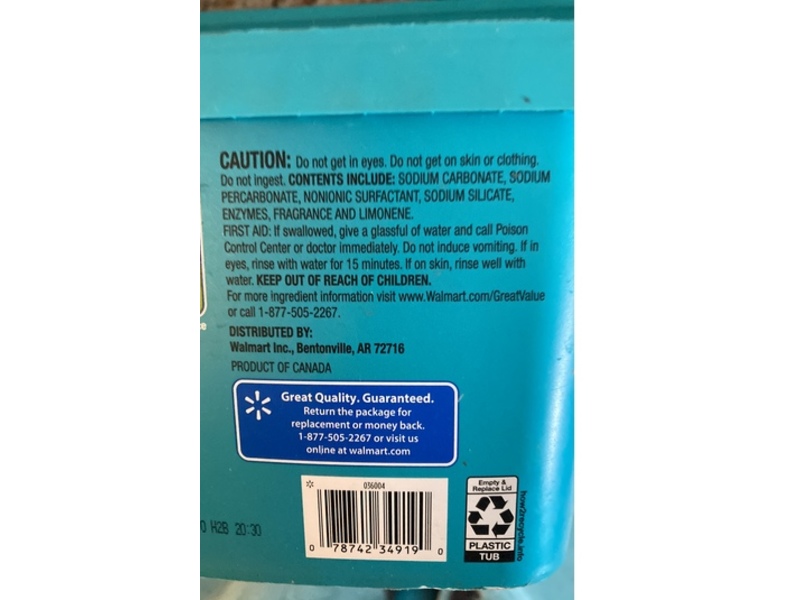 CAUTION: Do not get in eyes. Do not get on skin or clothing.
Do not ingest. CONTENTS INCLUDE: SODIUM CARBONATE, SODIUM
PERCARBONATE, NONIONIC SURFACTANT, SODIUM SILICATE,
ENZYMES, FRAGRANCE AND LIMONENE.
FIRST AID: If swallowed, give a glassful of water and call Poison
Control Center or doctor immediately. Do not induce vomiting. If in
eyes, rinse with water for 15 minutes. If on skin, rinse well with
water. KEEP OUT OF REACH OF CHILDREN.
For more ingredient information visit www.Walmart.com/GreatValue
or call 1-877-505-2267.
DISTRIBUTED BY:
Walmart Inc., Bentonville, AR 72716
PRODUCT OF CANADA
Great Quality. Guaranteed.
Return the package for
replacement or money back.
1-877-505-2267 or visit us
online at walmart.com
036004
0 78742 34919 0
Empty &
Replace Lid
PLASTIC
TUB
how2recycle.info
H2B 20:30